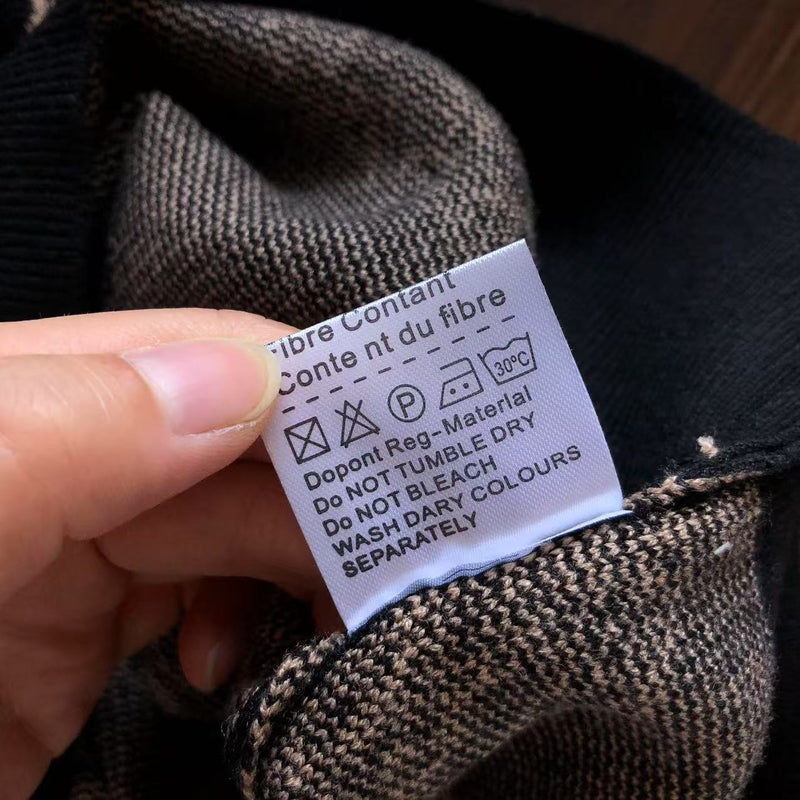 ibre Contant
Conte nt du fibre
P 30°C
Dopont Reg-Materlal
Do NOT TUMBLE DRY
Do NOT BLEACH
WASH DARY COLOURS
SEPARATELY